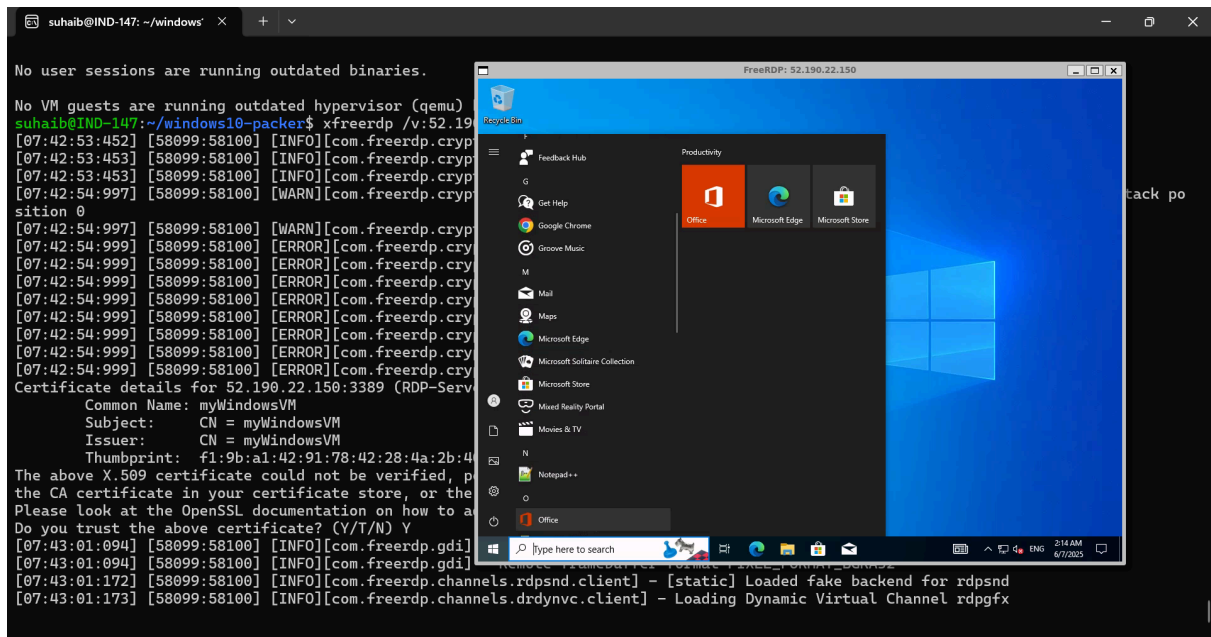 suhaib@IND-147: ~/windows
No user sessions are running outdated binaries.
No VM guests are running outdated hypervisor (qemu)
suhaib@IND-147:~/windows10-packer$ xfreerdp /v:52.190
[07:42:53:452] [58099:58100] [INFO][com.freerdp.cryp
[07:42:53:453] [58099:58100] [INFO][com.freerdp.cryp
[07:42:53:453] [58099:58100] [INFO][com.freerdp.cryp
[07:42:54:997] [58099:58100] [WARN][com.freerdp.cryp tack po
sition 0
[07:42:54:997] [58099:58100] [WARN][com.freerdp.cryp
[07:42:54:999] [58099:58100] [ERROR][com.freerdp.cry
[07:42:54:999] [58099:58100] [ERROR][com.freerdp.cry
[07:42:54:999] [58099:58100] [ERROR][com.freerdp.cry
[07:42:54:999] [58099:58100] [ERROR][com.freerdp.cry
[07:42:54:999] [58099:58100] [ERROR][com.freerdp.cry
[07:42:54:999] [58099:58100] [ERROR][com.freerdp.cry
[07:42:54:999] [58099:58100] [ERROR][com.freerdp.cry
[07:42:54:999] [58099:58100] [ERROR][com.freerdp.cry
Certificate details for 52.190.22.150:3389 (RDP-Serv
Common Name: myWindowsVM
Subject: CN = myWindowsVM
Issuer: CN = myWindowsVM
Thumbprint: f1:9b:a1:42:91:78:42:28:4a:2b:4
The above X.509 certificate could not be verified, p
the CA certificate in your certificate store, or the
Please look at the OpenSSL documentation on how to a
Do you trust the above certificate? (Y/T/N) Y
[07:43:01:094] [58099:58100] [INFO][com.freerdp.gdi]
[07:43:01:094] [58099:58100] [INFO][com.freerdp.gdi]
[07:43:01:172] [58099:58100] [INFO][com.freerdp.channels.rdpsnd.client] - [static] Loaded fake backend for rdpsnd
[07:43:01:173] [58099:58100] [INFO][com.freerdp.channels.drdynvc.client] - Loading Dynamic Virtual Channel rdpgfx
FreeRDP: 52.190.22.150
Recycle Bin
F
Feedback Hub
G
Get Help
Google Chrome
Groove Music
M
Mail
Maps
Microsoft Edge
Microsoft Solitaire Collection
Microsoft Store
Mixed Reality Portal
Movies & TV
N
Notepad++
O
Office
Productivity
Office
Microsoft Edge
Microsoft Store
Type here to search
ENG
2:14 AM
6/7/2025